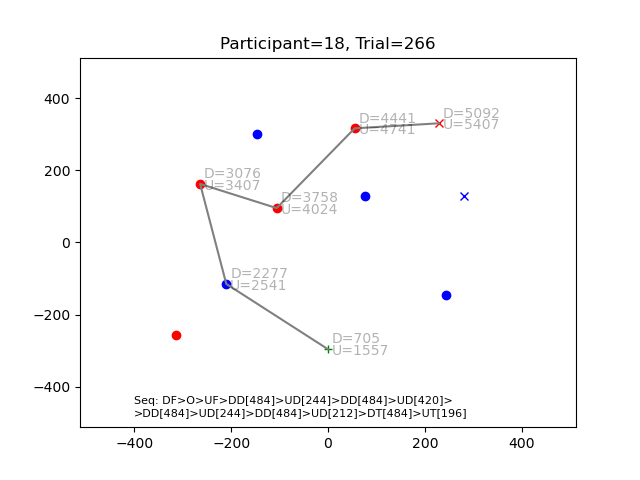 Participant=18, Trial=266
400
200
0
−200
−400
−400
−200
0
200
400
D=5092
U=5407
D=4441
U=4741
D=3076
U=3407
D=3758
U=4024
D=2277
U=2541
D=705
U=1557
Seq: DF>O>UF>DD[484]>UD[244]>DD[484]>UD[420]>
>DD[484]>UD[244]>DD[484]>UD[212]>DT[484]>UT[196]